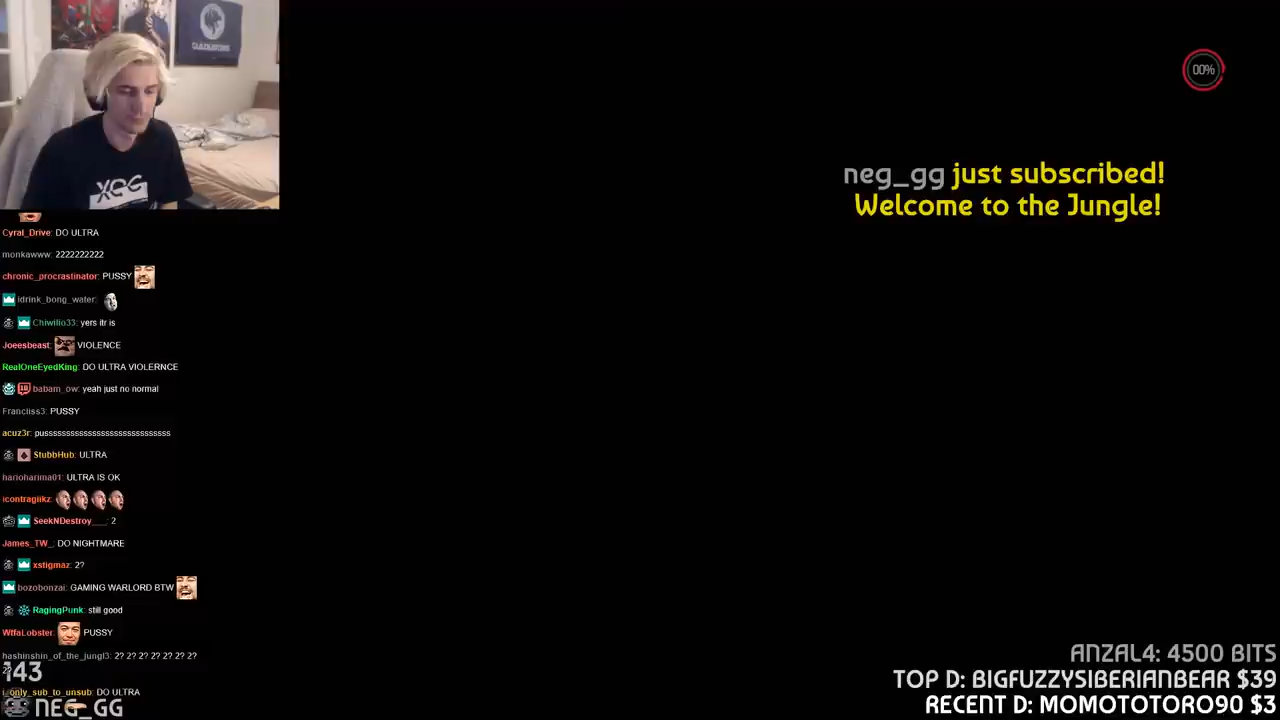 GLADIATORS
XQC
00%
neg_gg just subscribed!
Welcome to the Jungle!
Cyral_Drive: DO ULTRA
monkawww: 2222222222
chronic_procrastinator: PUSSY
idrink_bong_water:
Chiwilio33: yers itr is
Joeesbeast: VIOLENCE
RealOneEyedKing: DO ULTRA VIOLERNCE
babam_ow: yeah just no normal
Franciiss3: PUSSY
acuz3r: pusssssssssssssssssssssssssssss
StubbHub: ULTRA
harioharima01: ULTRA IS OK
icontragiikz:
SeekNDestroy___: 2
James_TW_: DO NIGHTMARE
xstigmaz: 2?
bozobonzai: GAMING WARLORD BTW
RagingPunk: still good
WtfaLobster: PUSSY
hashinshin_of_the_jungl3: 2? 2? 2? 2? 2? 2? 2?
2?
143
i_only_sub_to_unsub: DO ULTRA
NEG_GG
ANZAL4: 4500 BITS
TOP D: BIGFUZZYSIBERIANBEAR $39
RECENT D: MOMOTOTORO90 $3